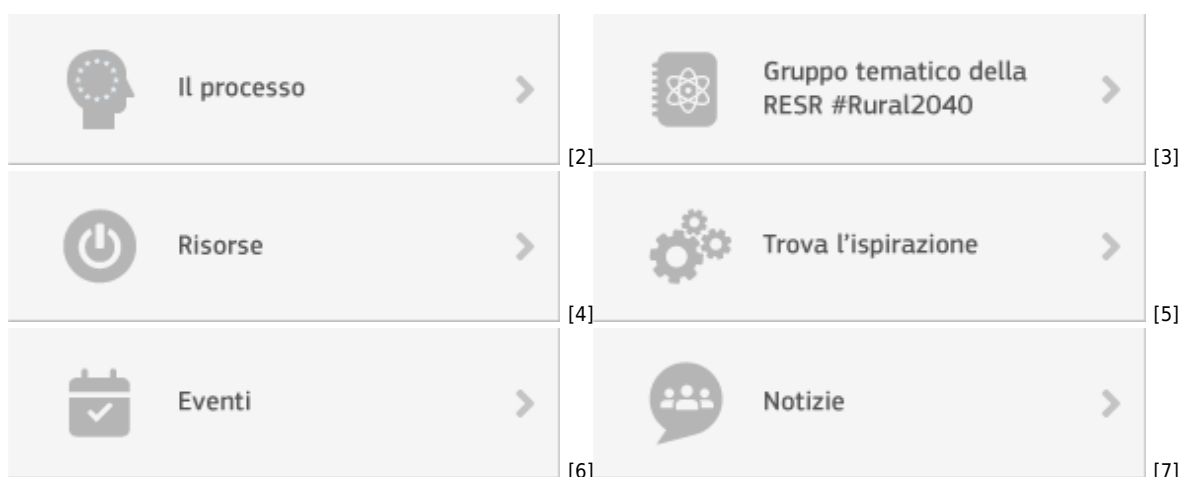 Il processo
[2]
Gruppo tematico della
RESR #Rural2040
[3]
Risorse
[4]
Trova l'ispirazione
[5]
Eventi
[6]
Notizie
[7]